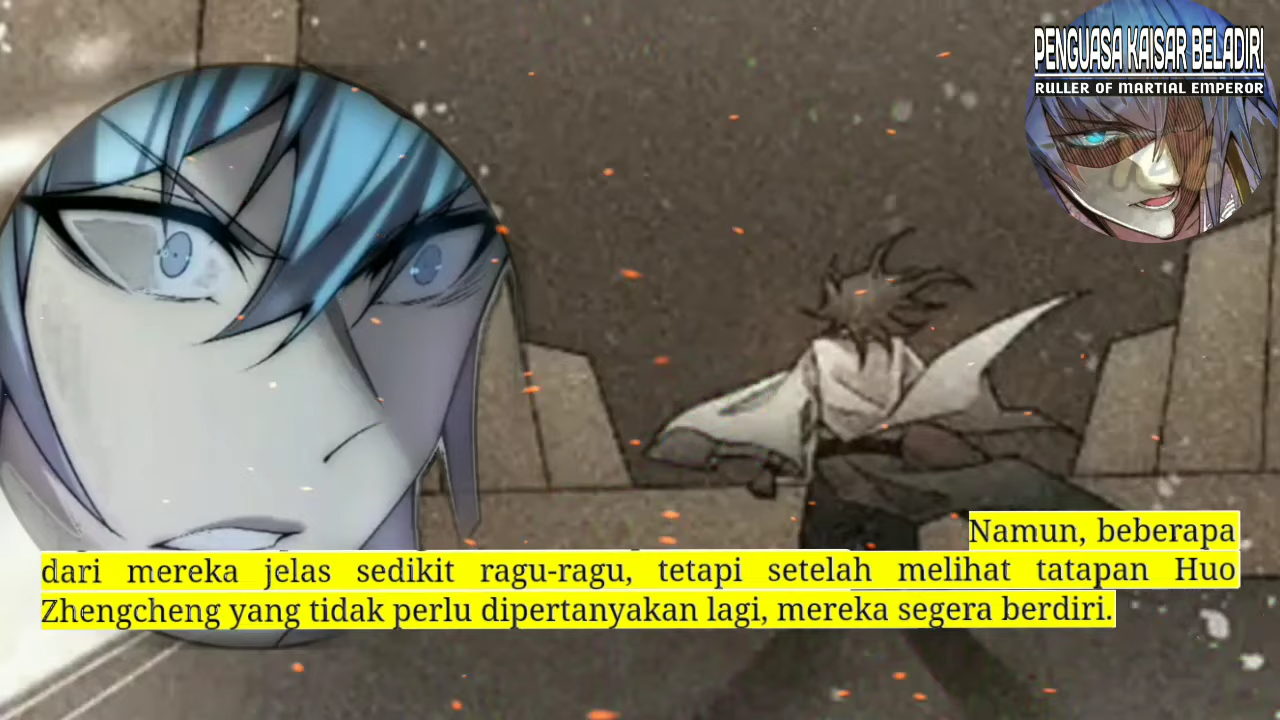 PENGUASA KAISAR BELADIRI
RULLER OF MARTIAL EMPEROR
Namun, beberapa
dari mereka jelas sedikit ragu-ragu, tetapi setelah melihat tatapan Huo
Zhengcheng yang tidak perlu dipertanyakan lagi, mereka segera berdiri.